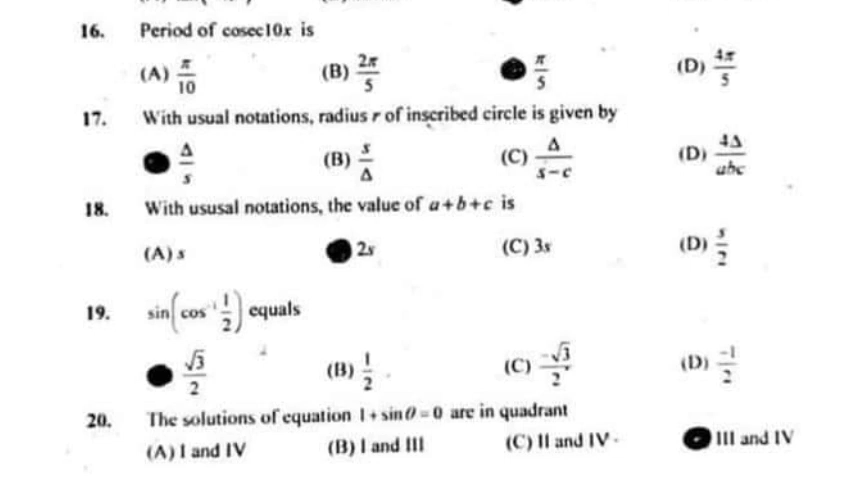 16. Period of cosec10x is
(A) π/10 (B) 2π/5 π/5 (D) 4π/5
17. With usual notations, radius r of inscribed circle is given by
Δ/s (B) s/Δ (C) Δ/s-c (D) 4Δ/abc
18. With ususal notations, the value of a+b+c is
(A) s 2s (C) 3s (D) s/2
19. sin(cos⁻¹ 1/2) equals
√3/2 (B) 1/2 (C) -√3/2 (D) -1/2
20. The solutions of equation 1+sinθ=0 are in quadrant
(A) I and IV (B) I and III (C) II and IV III and IV